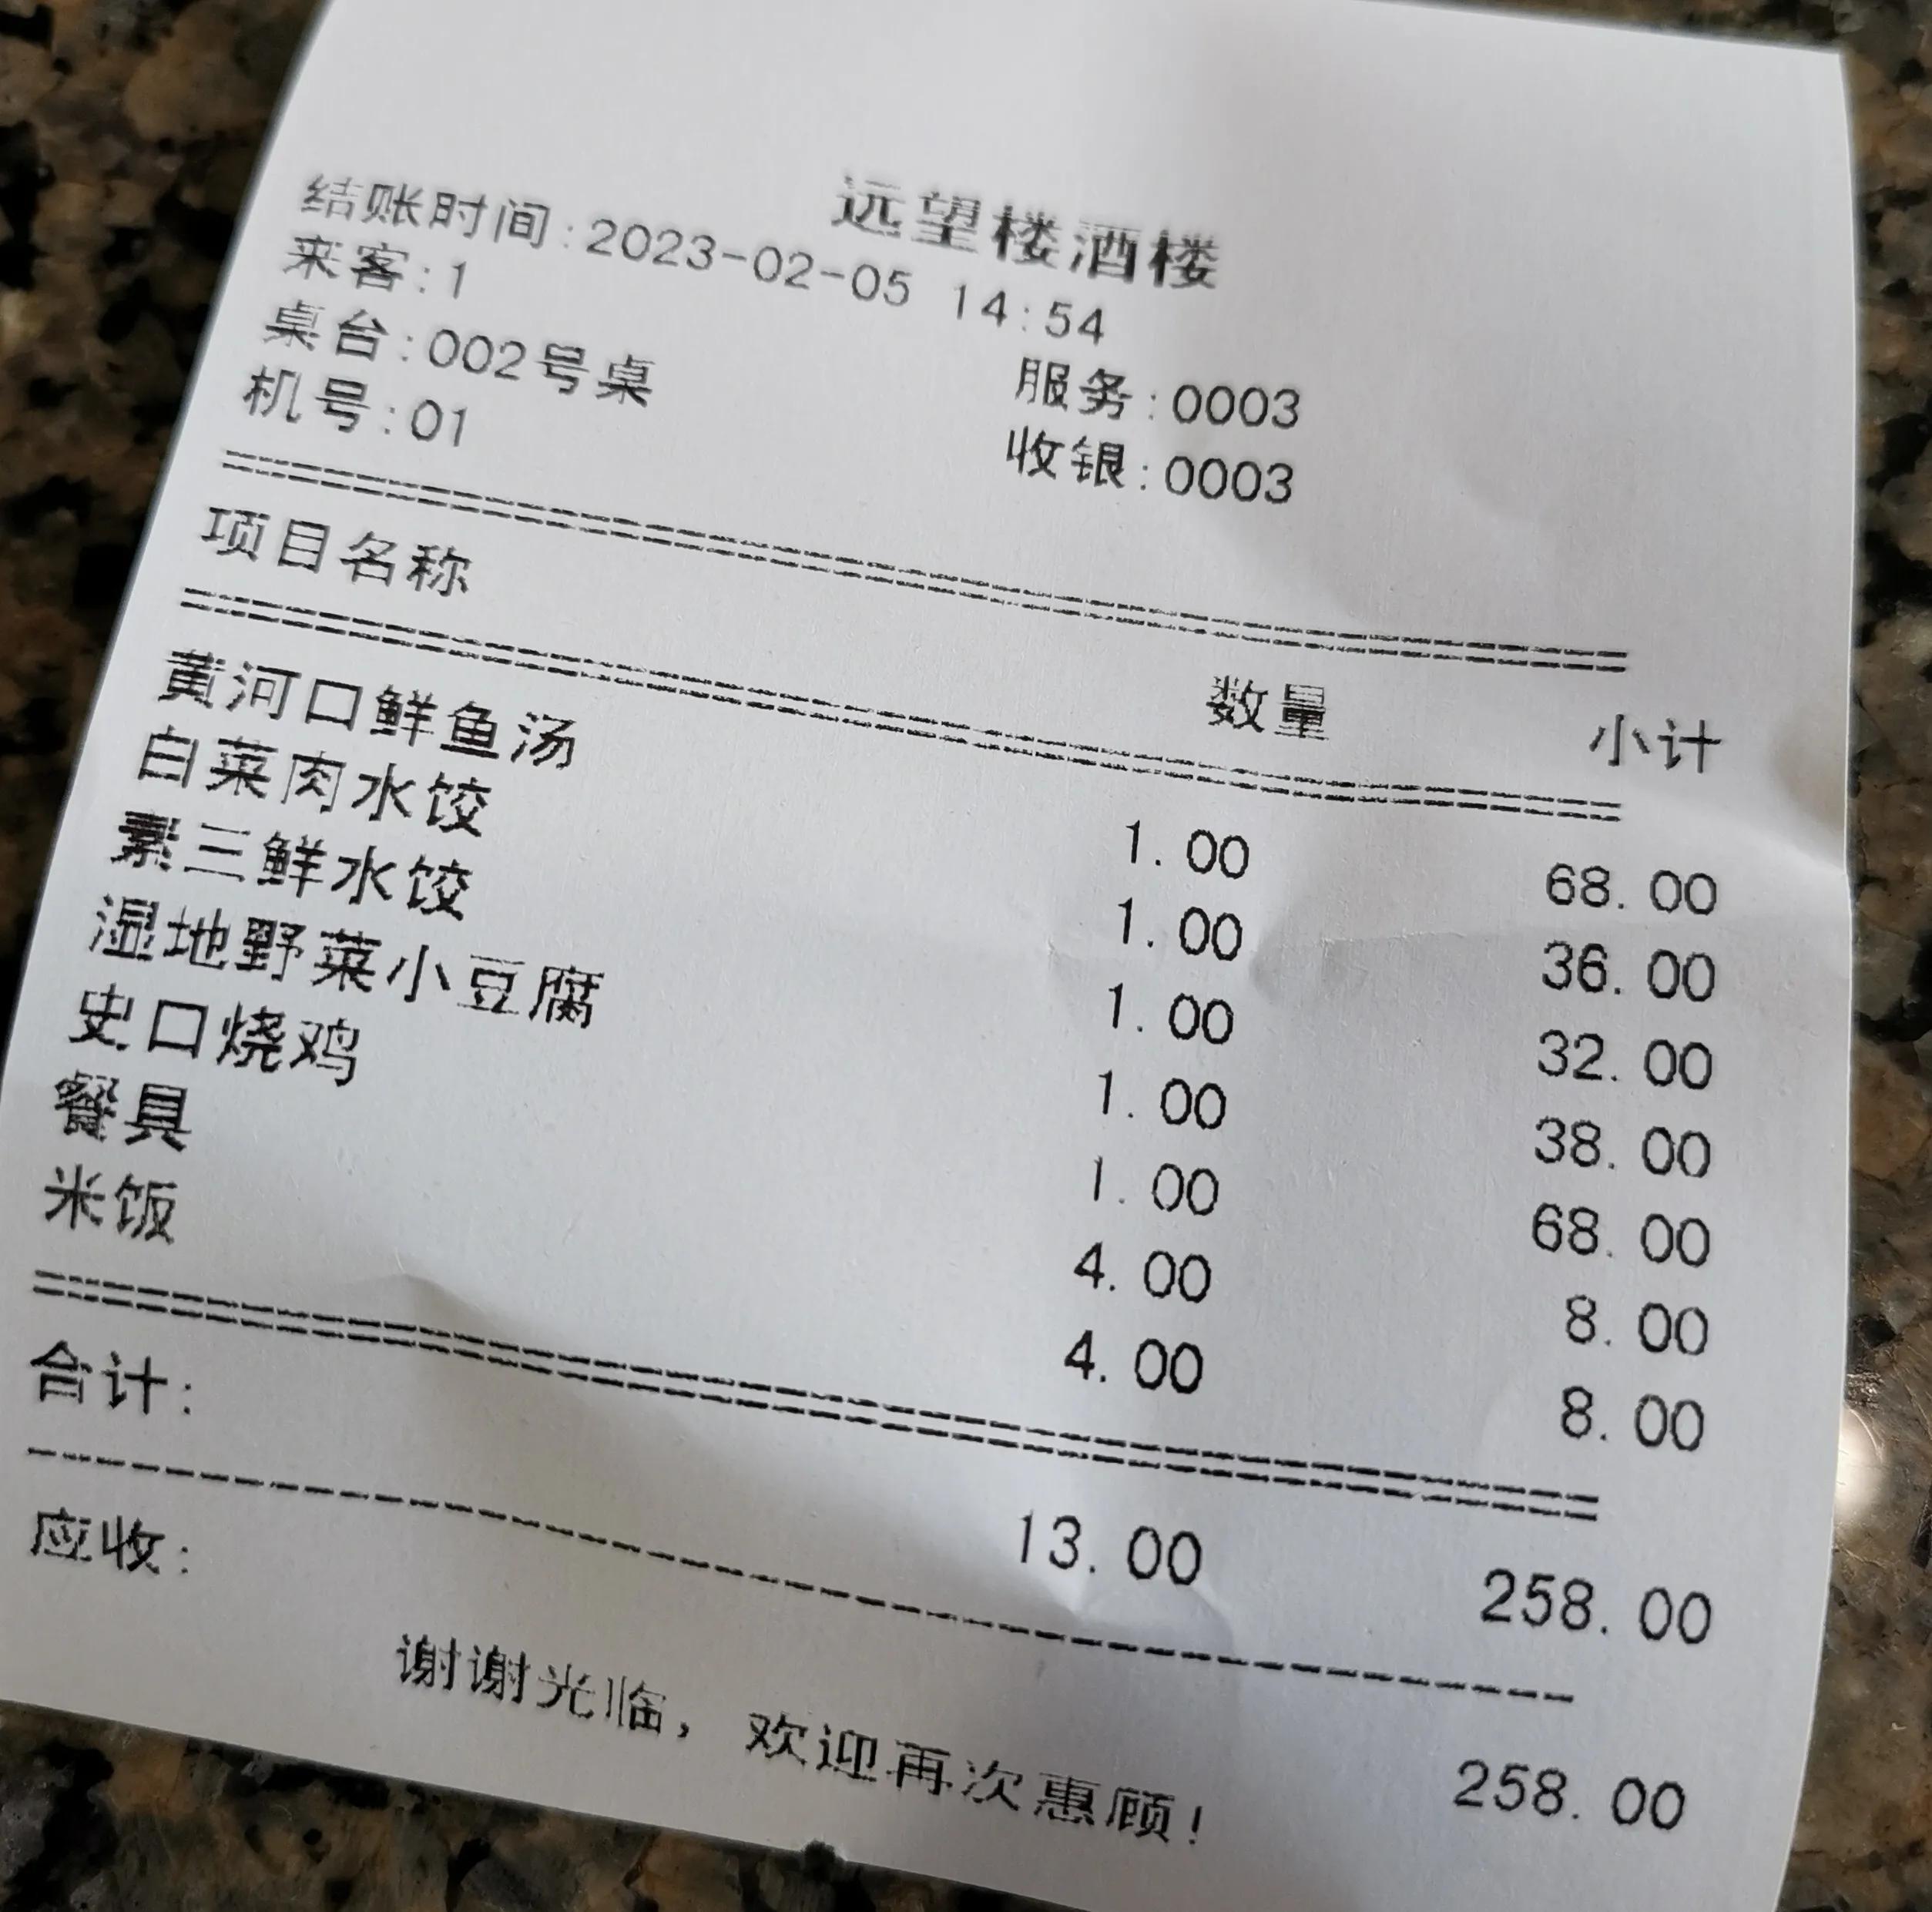 远望楼酒楼
结账时间:2023-02-05 14:54
来客:1
桌台:002号桌 服务:0003
机号:01 收银:0003
项目名称 数量 小计
黄河口鲜鱼汤 1.00 68.00
白菜肉水饺 1.00 36.00
素三鲜水饺 1.00 32.00
湿地野菜小豆腐 1.00 38.00
史口烧鸡 1.00 68.00
餐具 4.00 8.00
米饭 4.00 8.00
合计: 13.00 258.00
应收: 258.00
谢谢光临，欢迎再次惠顾!